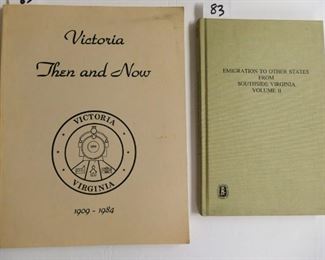 83
Victoria
Then and Now
VICTORIA
VIRGINIA
1909 - 1984
EMIGRATION TO OTHER STATES
FROM
SOUTHSIDE VIRGINIA
VOLUME II